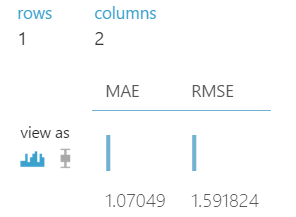 rows columns
1 2
MAE RMSE
view as
1.07049 1.591824